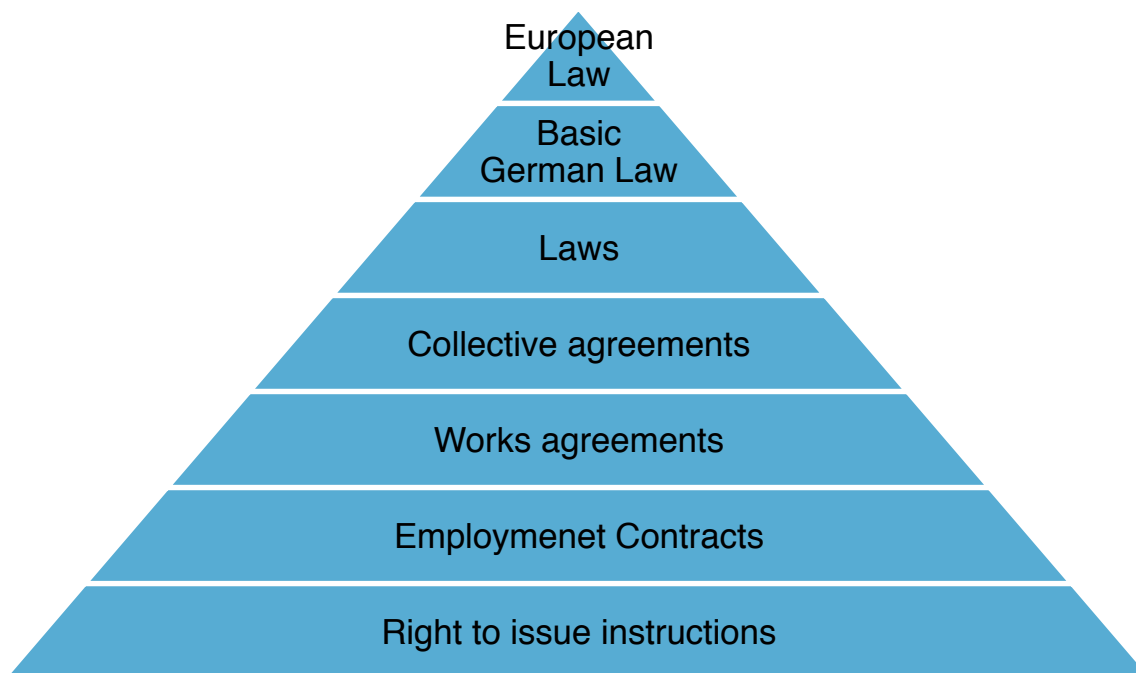 European
Law
Basic
German Law
Laws
Collective agreements
Works agreements
Employmenet Contracts
Right to issue instructions